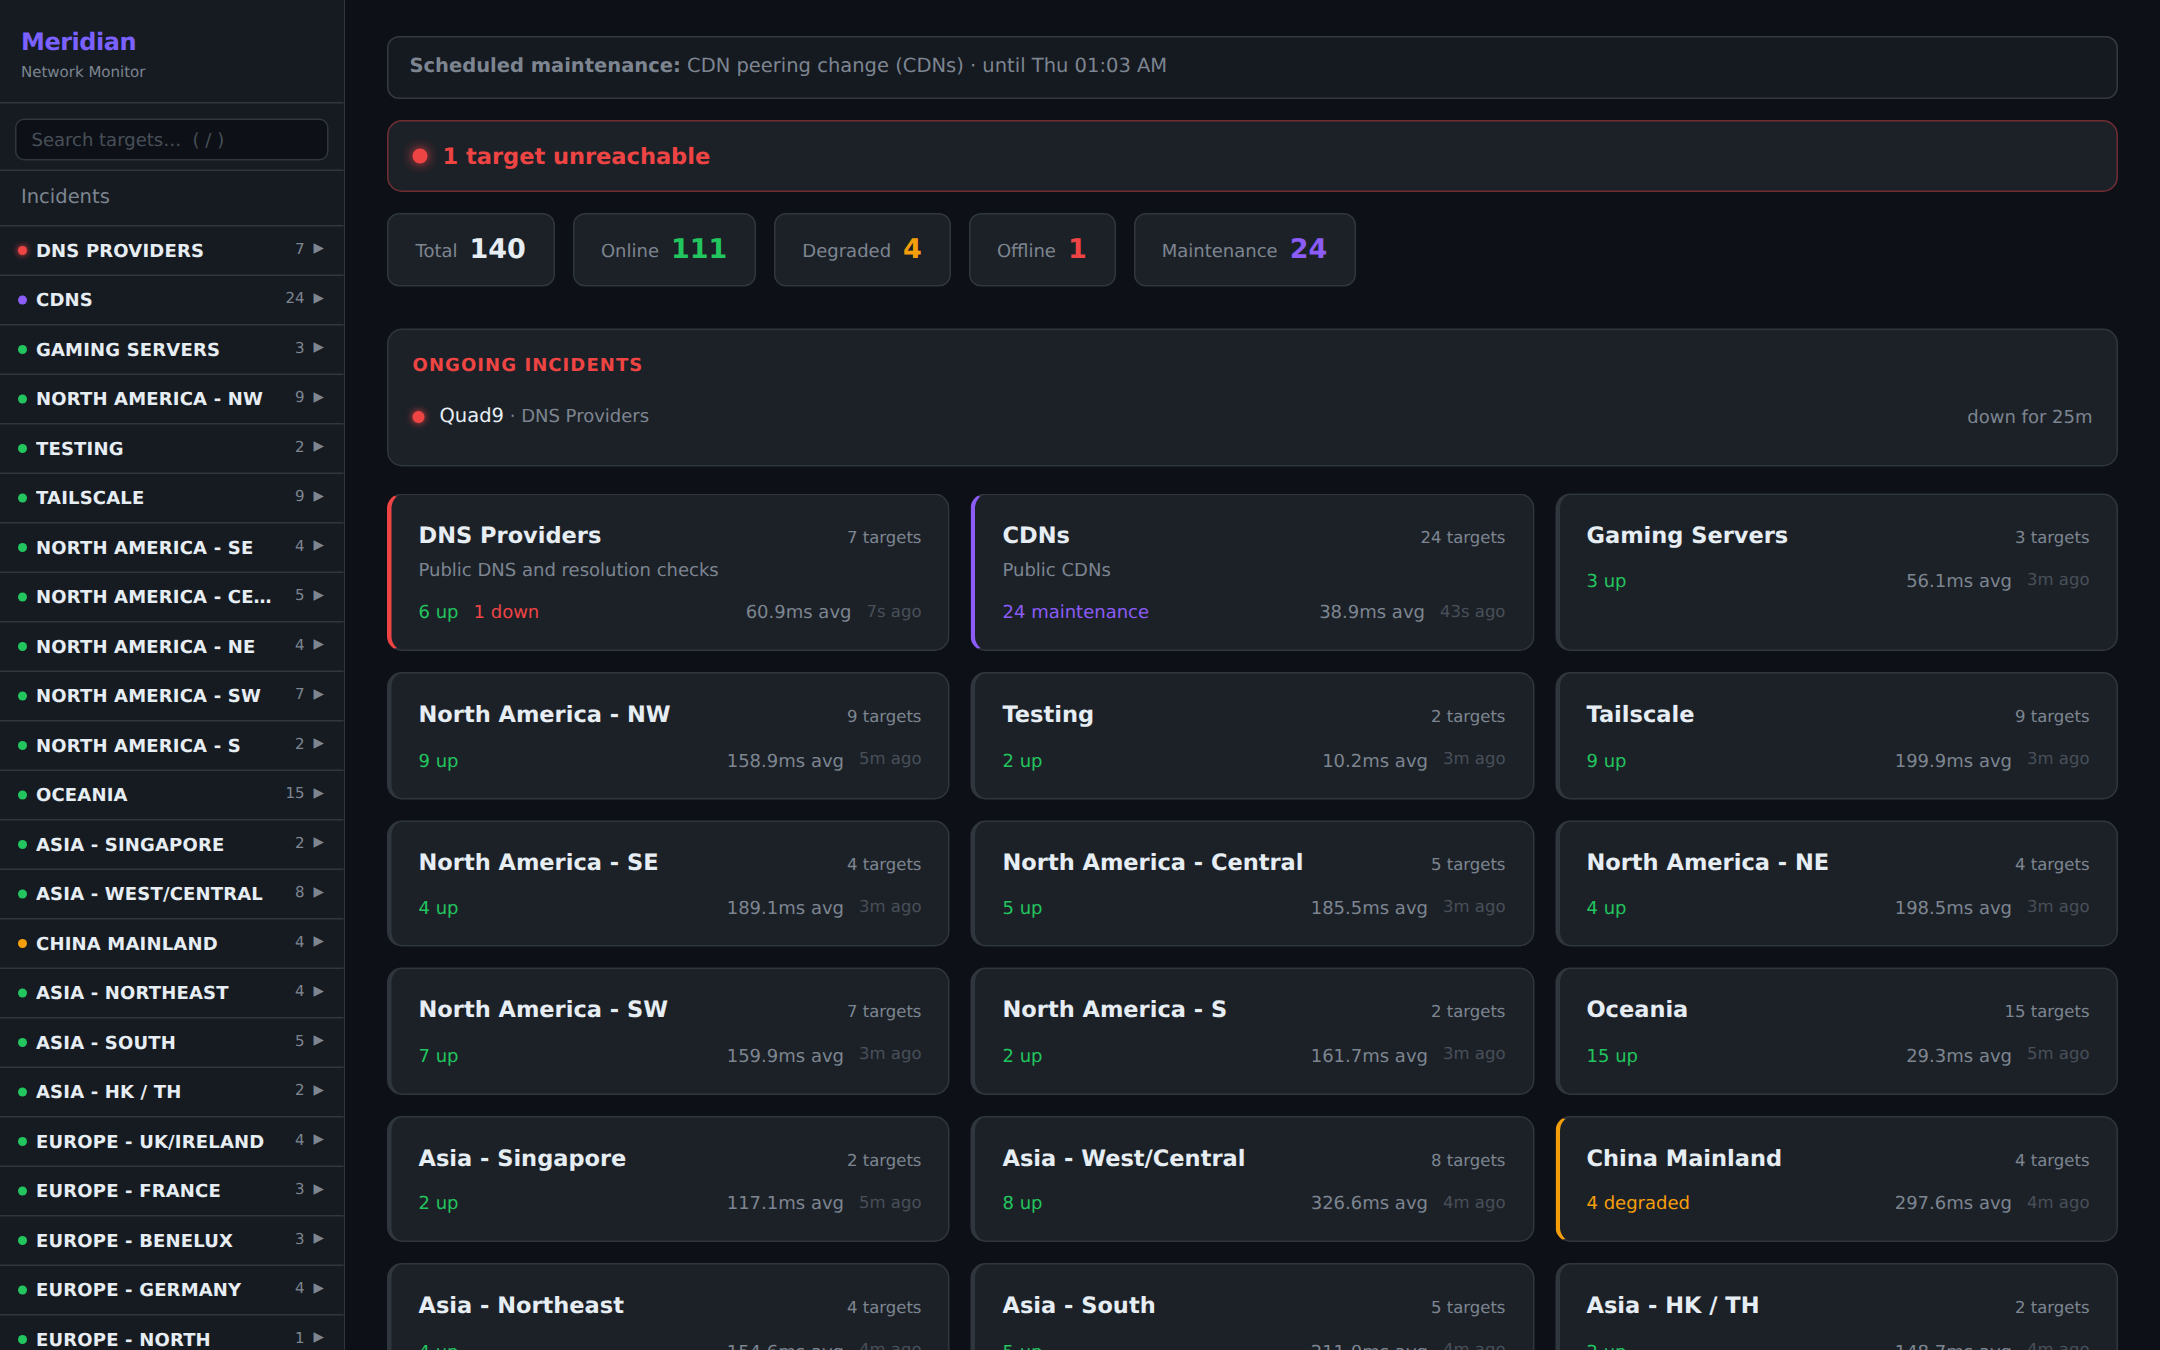 Meridian
Network Monitor
Search targets... ( / )
Incidents
DNS PROVIDERS 7 ▶
CDNS 24 ▶
GAMING SERVERS 3 ▶
NORTH AMERICA - NW 9 ▶
TESTING 2 ▶
TAILSCALE 9 ▶
NORTH AMERICA - SE 4 ▶
NORTH AMERICA - CE... 5 ▶
NORTH AMERICA - NE 4 ▶
NORTH AMERICA - SW 7 ▶
NORTH AMERICA - S 2 ▶
OCEANIA 15 ▶
ASIA - SINGAPORE 2 ▶
ASIA - WEST/CENTRAL 8 ▶
CHINA MAINLAND 4 ▶
ASIA - NORTHEAST 4 ▶
ASIA - SOUTH 5 ▶
ASIA - HK / TH 2 ▶
EUROPE - UK/IRELAND 4 ▶
EUROPE - FRANCE 3 ▶
EUROPE - BENELUX 3 ▶
EUROPE - GERMANY 4 ▶
EUROPE - NORTH 1 ▶
Scheduled maintenance: CDN peering change (CDNs) · until Thu 01:03 AM
1 target unreachable
Total 140 Online 111 Degraded 4 Offline 1 Maintenance 24
ONGOING INCIDENTS
Quad9 · DNS Providers down for 25m
DNS Providers 7 targets
Public DNS and resolution checks
6 up 1 down 60.9ms avg 7s ago
CDNs 24 targets
Public CDNs
24 maintenance 38.9ms avg 43s ago
Gaming Servers 3 targets
3 up 56.1ms avg 3m ago
North America - NW 9 targets
9 up 158.9ms avg 5m ago
Testing 2 targets
2 up 10.2ms avg 3m ago
Tailscale 9 targets
9 up 199.9ms avg 3m ago
North America - SE 4 targets
4 up 189.1ms avg 3m ago
North America - Central 5 targets
5 up 185.5ms avg 3m ago
North America - NE 4 targets
4 up 198.5ms avg 3m ago
North America - SW 7 targets
7 up 159.9ms avg 3m ago
North America - S 2 targets
2 up 161.7ms avg 3m ago
Oceania 15 targets
15 up 29.3ms avg 5m ago
Asia - Singapore 2 targets
2 up 117.1ms avg 5m ago
Asia - West/Central 8 targets
8 up 326.6ms avg 4m ago
China Mainland 4 targets
4 degraded 297.6ms avg 4m ago
Asia - Northeast 4 targets
Asia - South 5 targets
Asia - HK / TH 2 targets